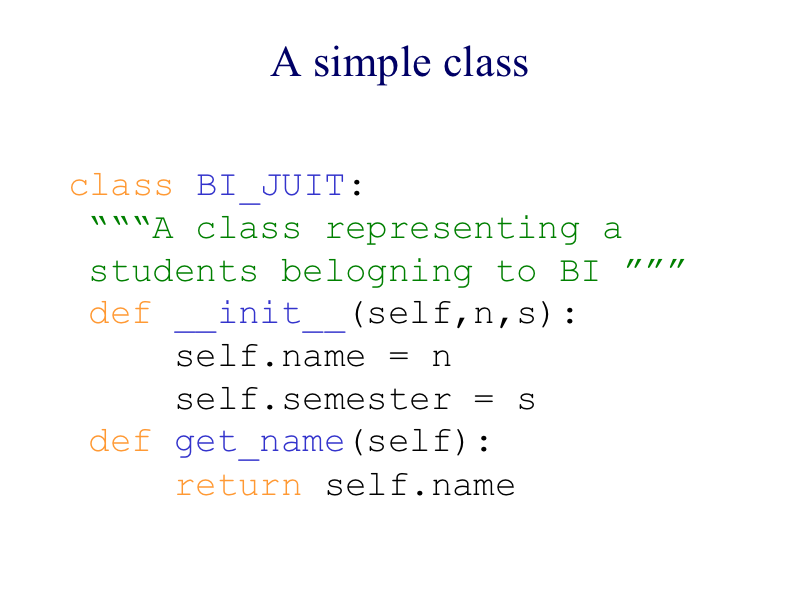 A simple class
class BI_JUIT:
“““A class representing a
students belogning to BI ”””
def __init__(self,n,s):
self.name = n
self.semester = s
def get_name(self):
return self.name